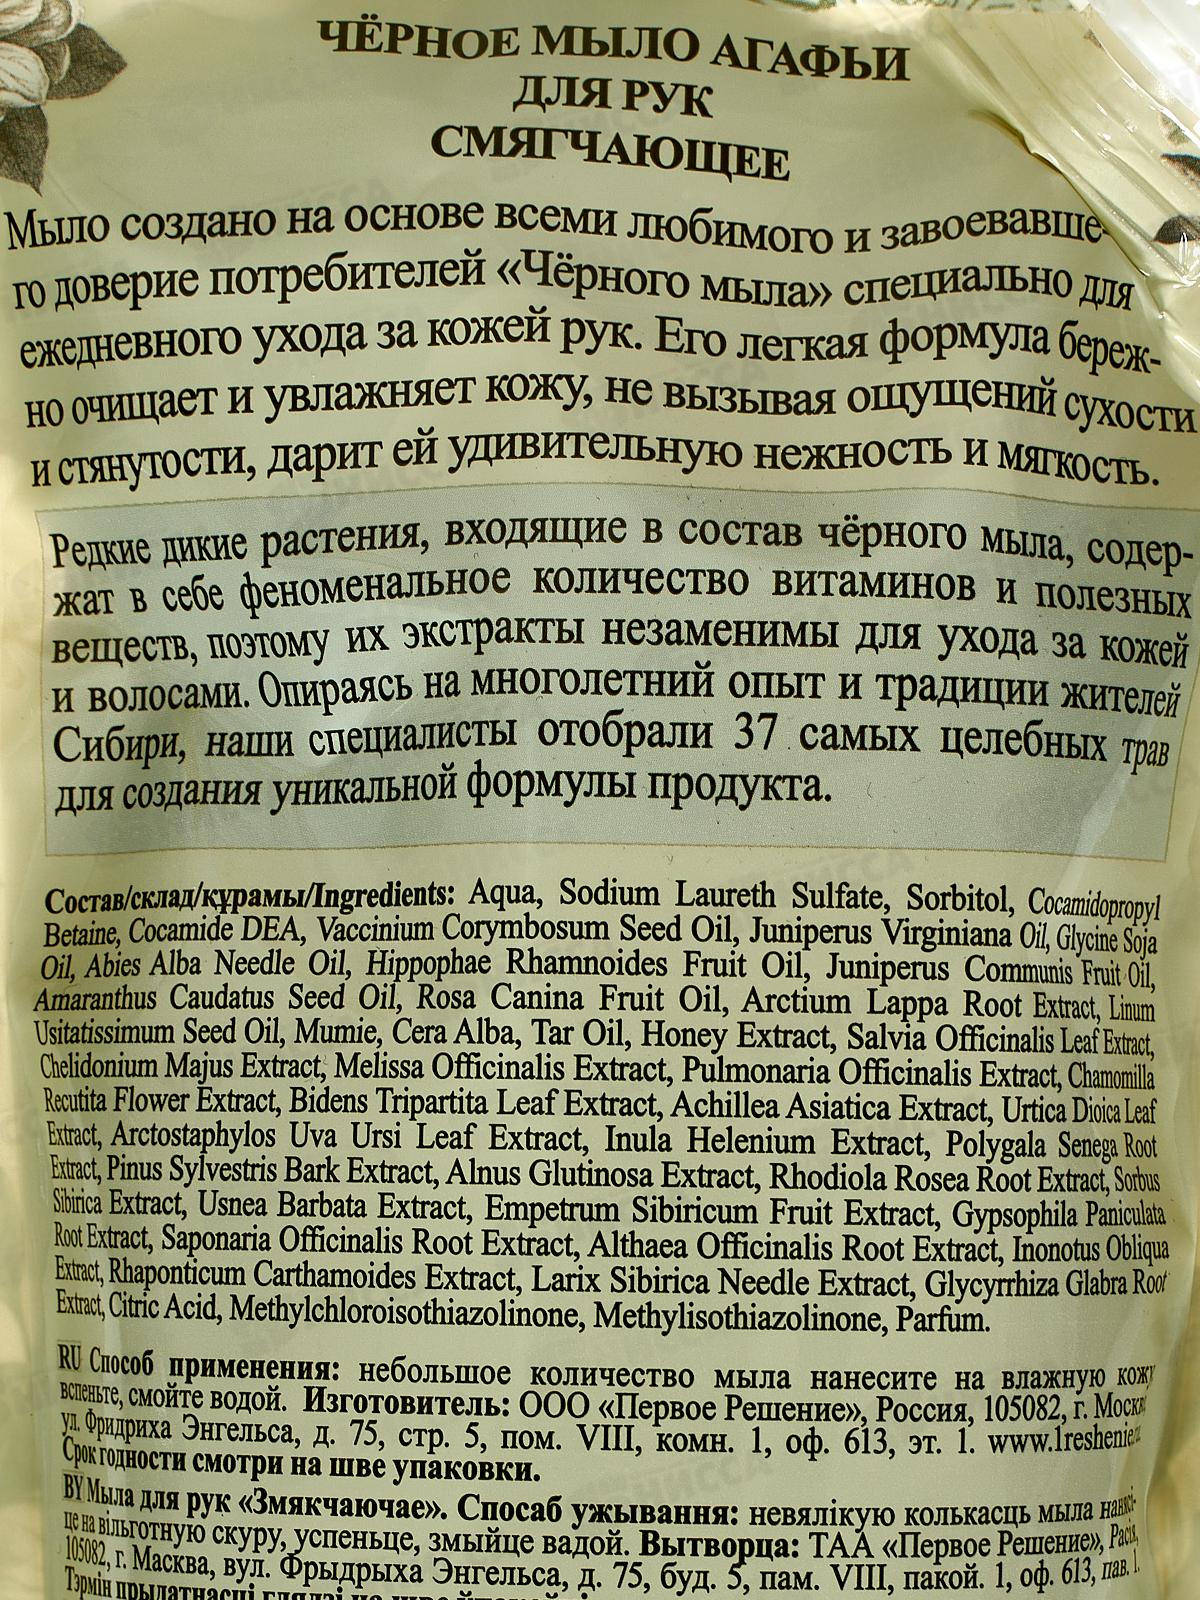 ЧЁРНОЕ МЫЛО АГАФЬИ
ДЛЯ РУК
СМЯГЧАЮЩЕЕ
Мыло создано на основе всеми любимого и завоевавше-
го доверие потребителей «Чёрного мыла» специально для
ежедневного ухода за кожей рук. Его легкая формула береж-
но очищает и увлажняет кожу, не вызывая ощущений сухости
и стянутости, дарит ей удивительную нежность и мягкость.
Редкие дикие растения, входящие в состав чёрного мыла, содер-
жат в себе феноменальное количество витаминов и полезных
веществ, поэтому их экстракты незаменимы для ухода за кожей
и волосами. Опираясь на многолетний опыт и традиции жителей
Сибири, наши специалисты отобрали 37 самых целебных трав
для создания уникальной формулы продукта.
Состав/склад/құрамы/Ingredients: Aqua, Sodium Laureth Sulfate, Sorbitol, Cocamidopropyl
Betaine, Cocamide DEA, Vaccinium Corymbosum Seed Oil, Juniperus Virginiana Oil, Glycine Soja
Oil, Abies Alba Needle Oil, Hippophae Rhamnoides Fruit Oil, Juniperus Communis Fruit Oil,
Amaranthus Caudatus Seed Oil, Rosa Canina Fruit Oil, Arctium Lappa Root Extract, Linum
Usitatissimum Seed Oil, Mumie, Cera Alba, Tar Oil, Honey Extract, Salvia Officinalis Leaf Extract,
Chelidonium Majus Extract, Melissa Officinalis Extract, Pulmonaria Officinalis Extract, Chamomilla
Recutita Flower Extract, Bidens Tripartita Leaf Extract, Achillea Asiatica Extract, Urtica Dioica Leaf
Extract, Arctostaphylos Uva Ursi Leaf Extract, Inula Helenium Extract, Polygala Senega Root
Extract, Pinus Sylvestris Bark Extract, Alnus Glutinosa Extract, Rhodiola Rosea Root Extract, Sorbus
Sibirica Extract, Usnea Barbata Extract, Empetrum Sibiricum Fruit Extract, Gypsophila Paniculata
Root Extract, Saponaria Officinalis Root Extract, Althaea Officinalis Root Extract, Inonotus Obliqua
Extract, Rhaponticum Carthamoides Extract, Larix Sibirica Needle Extract, Glycyrrhiza Glabra Root
Extract, Citric Acid, Methylchloroisothiazolinone, Methylisothiazolinone, Parfum.
RU Способ применения: небольшое количество мыла нанесите на влажную кожу
вспеньте, смойте водой. Изготовитель: ООО «Первое Решение», Россия, 105082, г.
ул. Фридриха Энгельса, д. 75, стр. 5, пом. VIII, комн. 1, оф. 613, эт. 1.
Срок годности смотри на шве упаковки.
BY Мыла для рук «Змякчаючае». Спосаб ужывання: невялікую колькасць мыла
це на вільготную скуру, успеньце, змыйце вадой. Вытворца: ТАА «Первое Решение»,
105082, г. Масква, вул. Фрыдрыха Энгельса, д. 75, буд. 5, пам. VIII, пакой. 1, оф. 613, пав. 1.